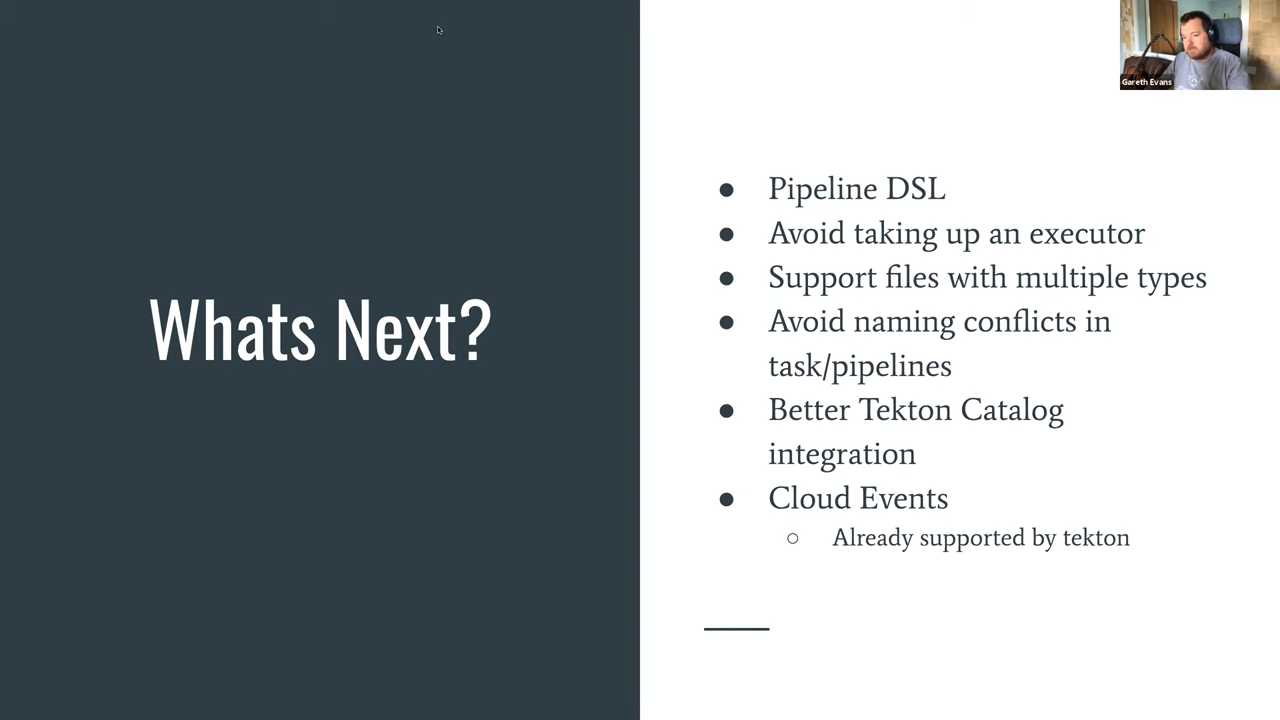 Gareth Evans
Whats Next?
● Pipeline DSL
● Avoid taking up an executor
● Support files with multiple types
● Avoid naming conflicts in
task/pipelines
● Better Tekton Catalog
integration
● Cloud Events
○ Already supported by tekton